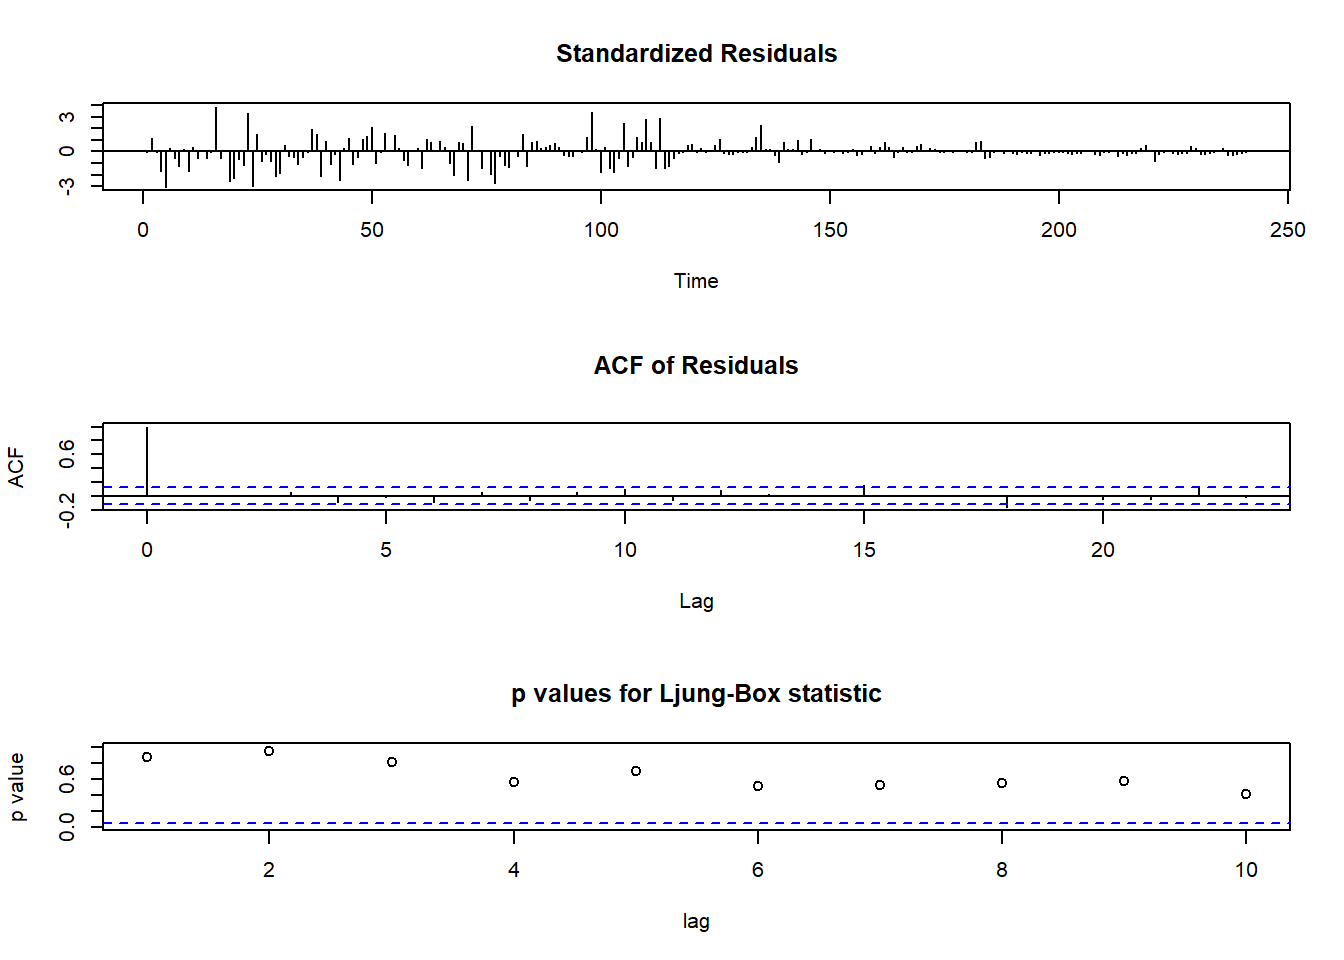 Standardized Residuals
3
0
-3
0 50 100 150 200 250
Time
ACF of Residuals
ACF
0.6
-0.2
0 5 10 15 20
Lag
p values for Ljung-Box statistic
p value
0.6
0.0
2 4 6 8 10
lag